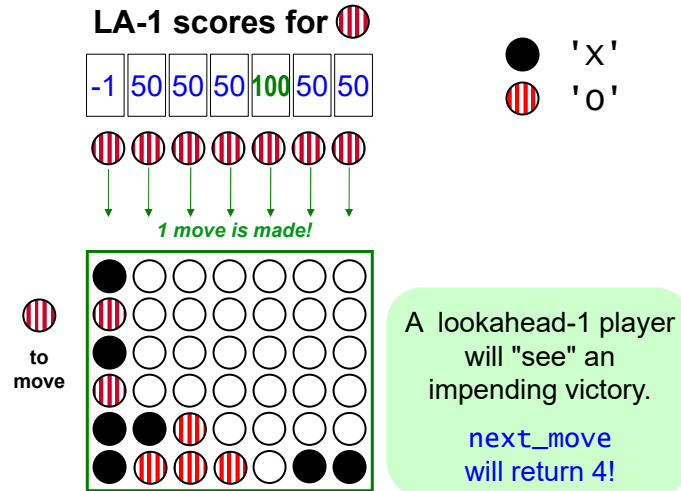 LA-1 scores for
-1 50 50 50 100 50 50
'X'
'O'
1 move is made!
to
move
A lookahead-1 player
will "see" an
impending victory.
next_move
will return 4!